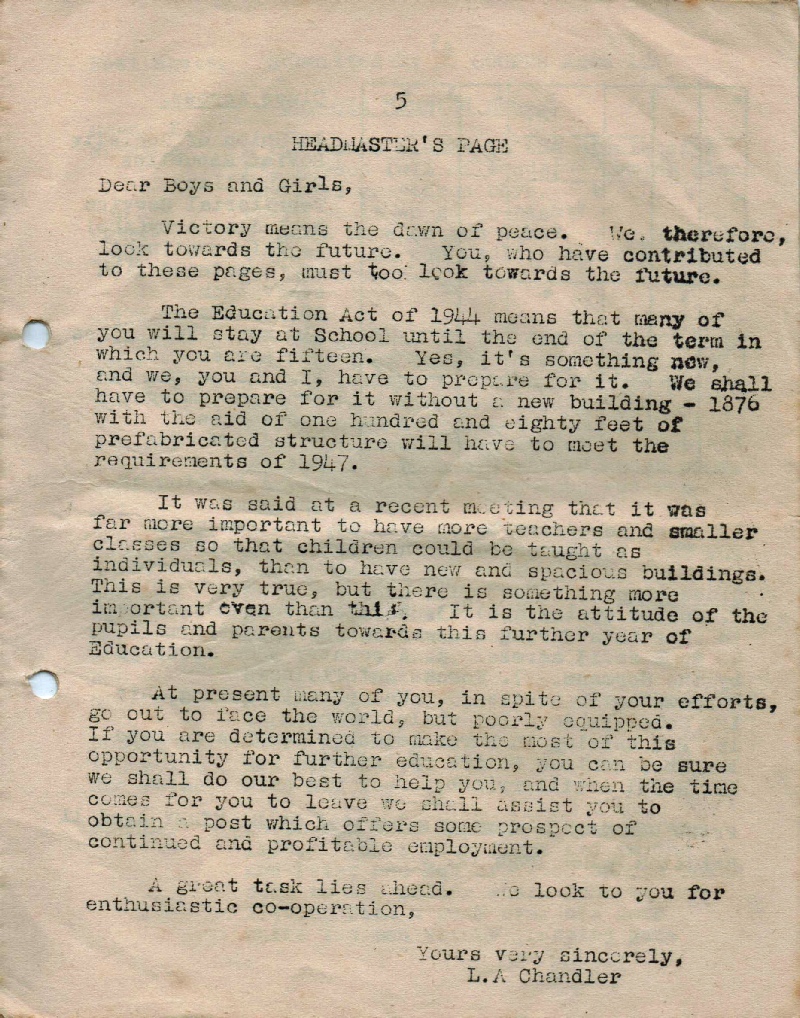 5
HEADMASTER'S PAGE
Dear Boys and Girls,
Victory means the dawn of peace. We. therefore,
look towards the future. You, who have contributed
to these pages, must too look towards the future.
The Education Act of 1944 means that many of
you will stay at School until the end of the term in
which you are fifteen. Yes, it's something new,
and we, you and I, have to prepare for it. We shall
have to prepare for it without a new building - 1876
with the aid of one hundred and eighty feet of
prefabricated structure will have to meet the
requirements of 1947.
It was said at a recent meeting that it was
far more important to have more teachers and smaller
classes so that children could be taught as
individuals, than to have new and spacious buildings.
This is very true, but there is something more
important even than this. It is the attitude of the
pupils and parents towards this further year of
Education.
At present many of you, in spite of your efforts,
go out to face the world, but poorly equipped.
If you are determined to make the most of this
opportunity for further education, you can be sure
we shall do our best to help you, and when the time
comes for you to leave we shall assist you to
obtain a post which offers some prospect of
continued and profitable employment.
A great task lies ahead. We look to you for
enthusiastic co-operation,
Yours very sincerely,
L.A Chandler